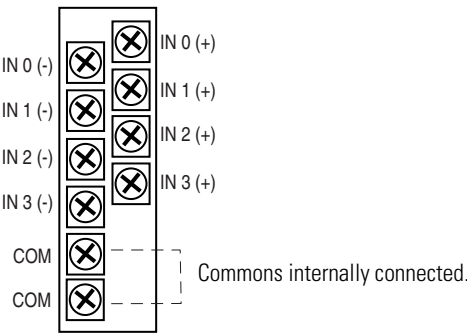 IN 0 (+)
IN 0 (-)
IN 1 (+)
IN 1 (-)
IN 2 (+)
IN 2 (-)
IN 3 (+)
IN 3 (-)
COM
Commons internally connected.
COM